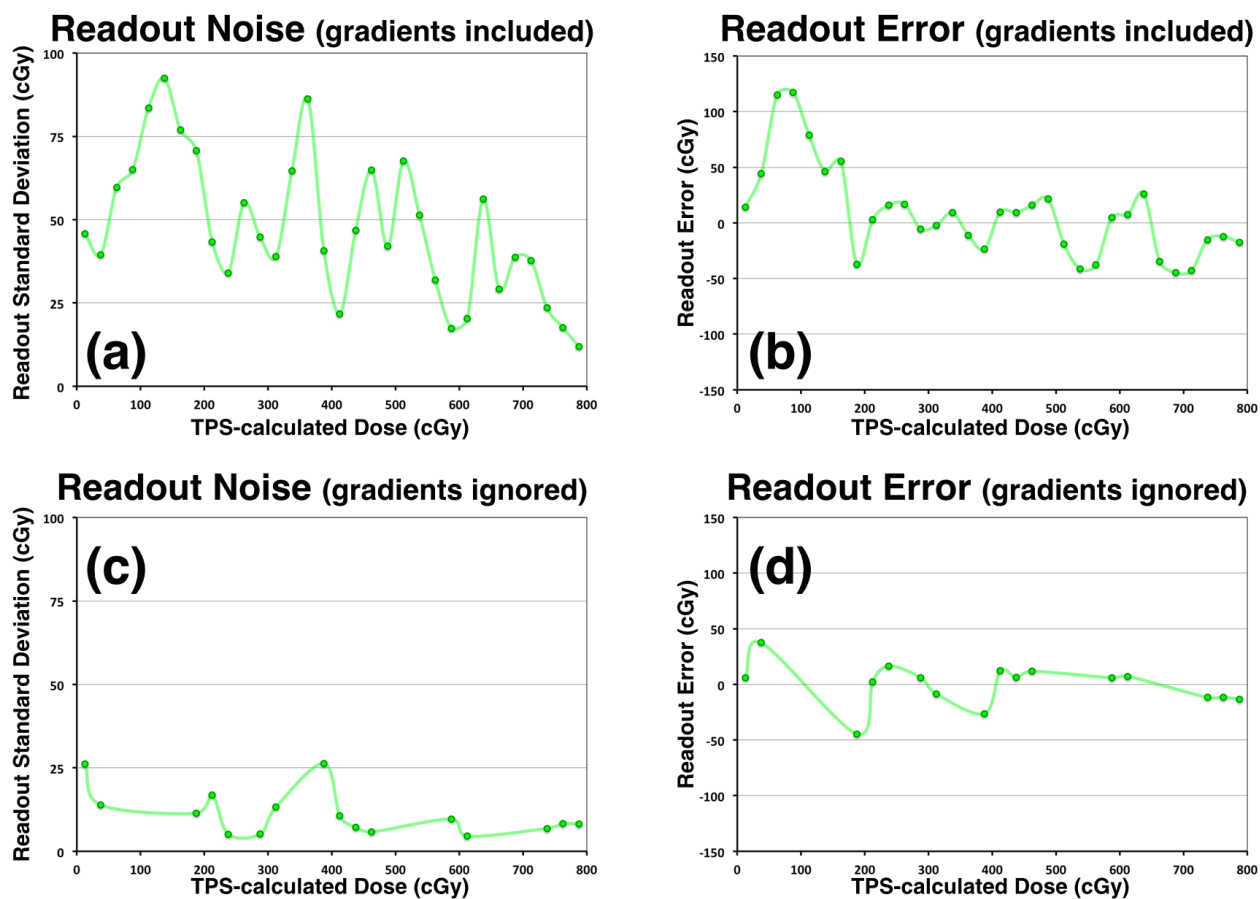 Readout Noise (gradients included)
Readout Standard Deviation (cGy)
100
75
50
25
0
(a)
0 100 200 300 400 500 600 700 800
TPS-calculated Dose (cGy)
Readout Error (gradients included)
Readout Error (cGy)
150
100
50
0
-50
-100
-150
(b)
0 100 200 300 400 500 600 700 800
TPS-calculated Dose (cGy)
Readout Noise (gradients ignored)
Readout Standard Deviation (cGy)
100
75
50
25
0
(c)
0 100 200 300 400 500 600 700 800
TPS-calculated Dose (cGy)
Readout Error (gradients ignored)
Readout Error (cGy)
150
100
50
0
-50
-100
-150
(d)
0 100 200 300 400 500 600 700 800
TPS-calculated Dose (cGy)